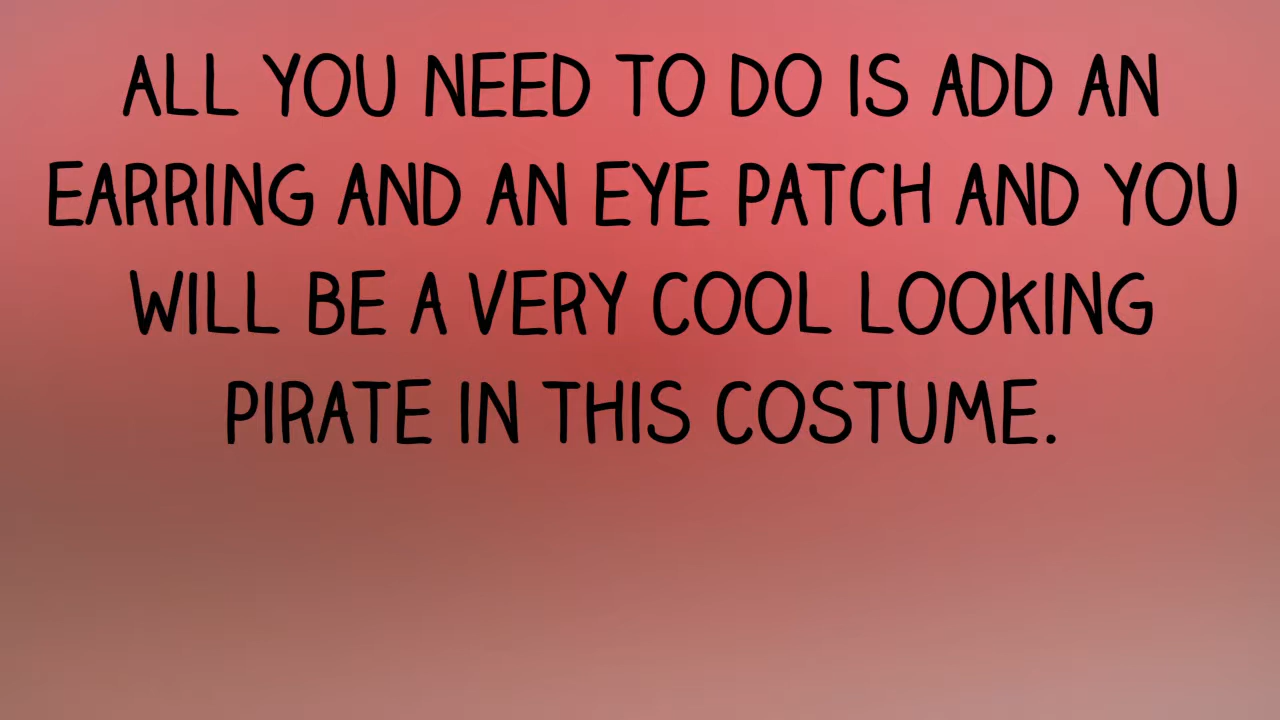 ALL YOU NEED TO DO IS ADD AN
EARRING AND AN EYE PATCH AND YOU
WILL BE A VERY COOL LOOKING
PIRATE IN THIS COSTUME.